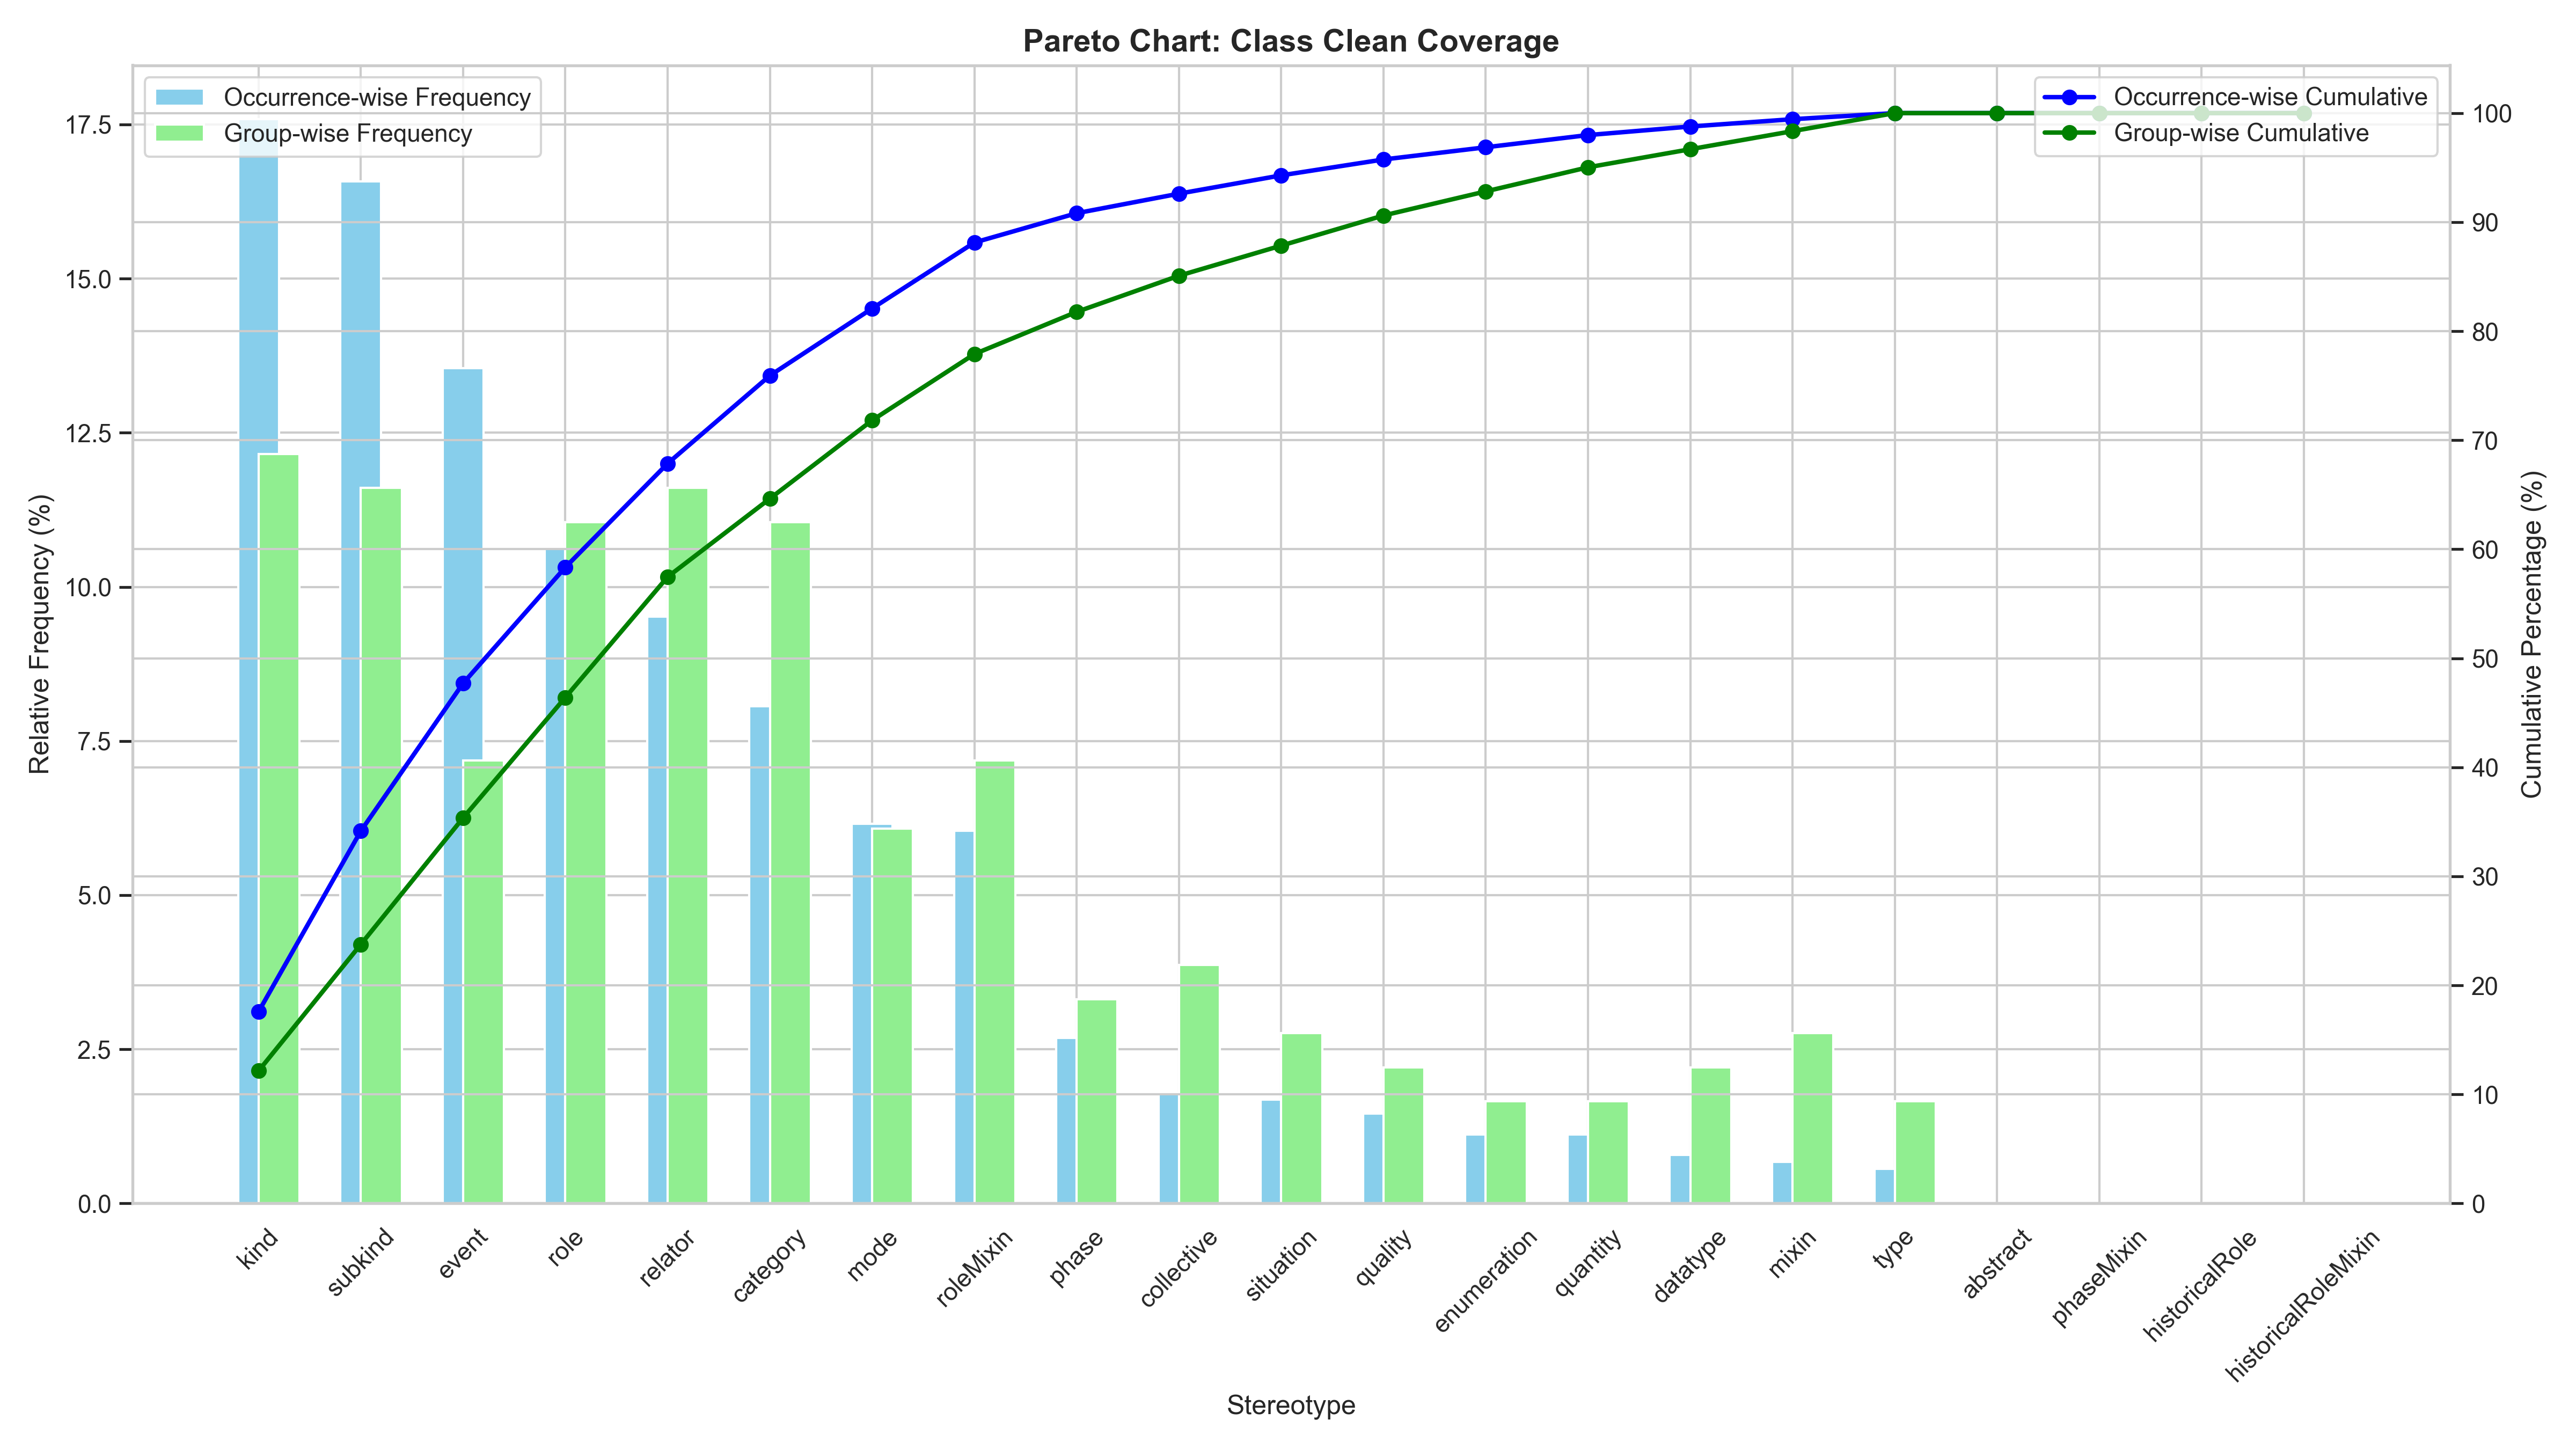 Pareto Chart: Class Clean Coverage
Occurrence-wise Frequency
Group-wise Frequency
Occurrence-wise Cumulative
Group-wise Cumulative
Relative Frequency (%)
17.5
15.0
12.5
10.0
7.5
5.0
2.5
0.0
Cumulative Percentage (%)
100
90
80
70
60
50
40
30
20
10
0
kind
subkind
event
role
relator
category
mode
roleMixin
phase
collective
situation
quality
enumeration
quantity
datatype
mixin
type
abstract
phaseMixin
historicalRole
historicalRoleMixin
Stereotype